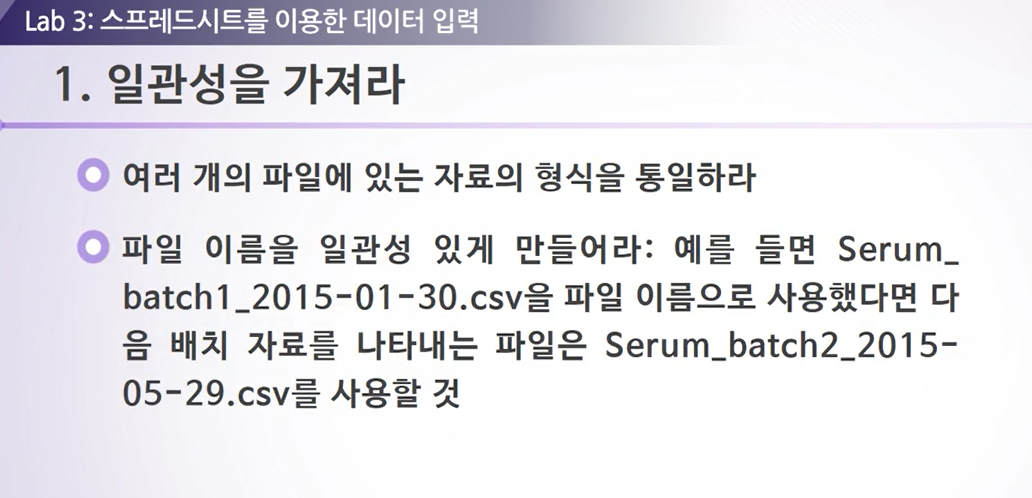 Lab 3: 스프레드시트를 이용한 데이터 입력
1. 일관성을 가져라
여러 개의 파일에 있는 자료의 형식을 통일하라
파일 이름을 일관성 있게 만들어라: 예를 들면 Serum_
batch1_2015-01-30.csv을 파일 이름으로 사용했다면 다
음 배치 자료를 나타내는 파일은 Serum_batch2_2015-
05-29.csv를 사용할 것